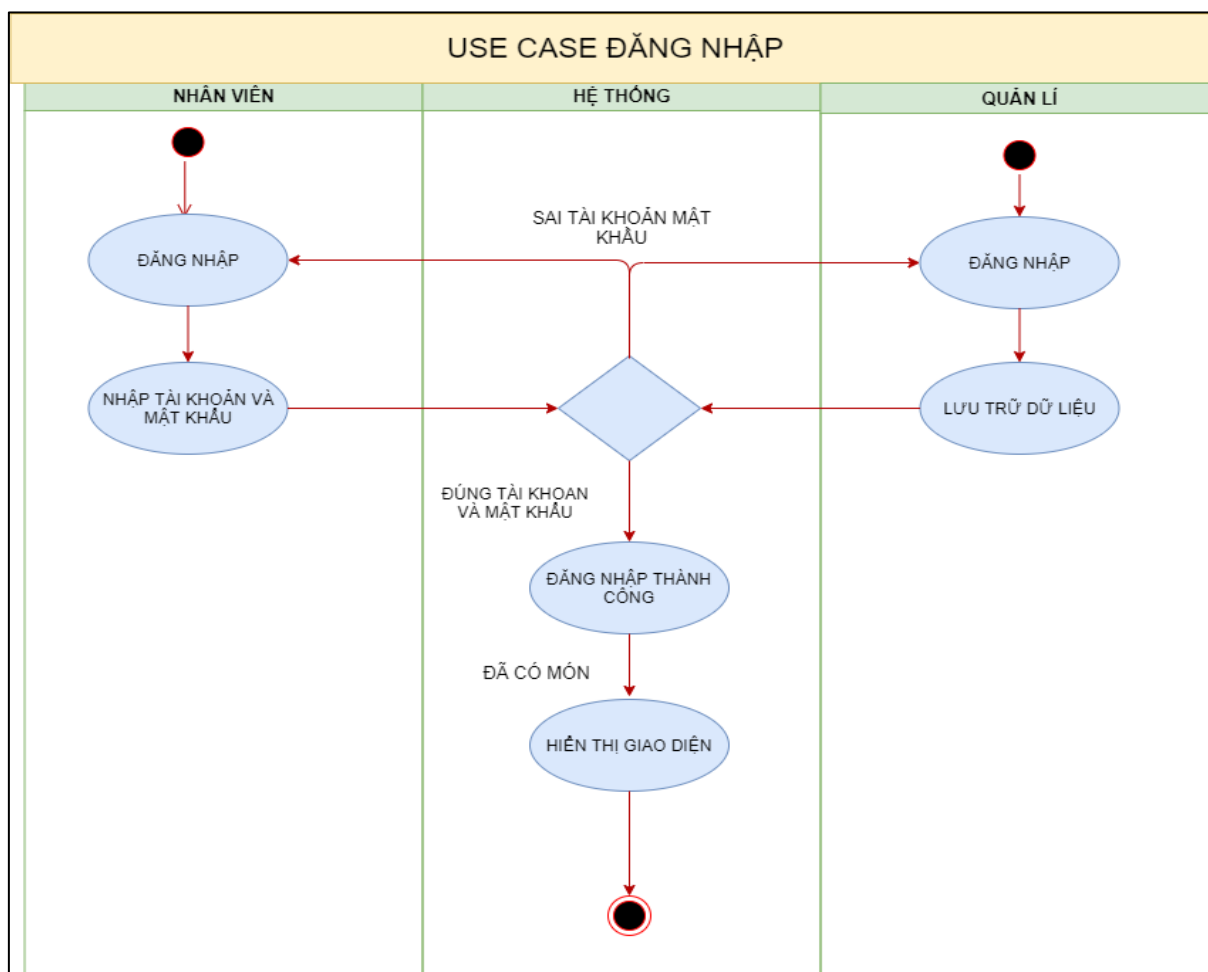 USE CASE ĐĂNG NHẬP
NHÂN VIÊN
HỆ THỐNG
QUẢN LÍ
SAI TÀI KHOẢN MẬT
KHẨU
ĐĂNG NHẬP
ĐĂNG NHẬP
NHẬP TÀI KHOẢN VÀ
MẬT KHẨU
LƯU TRỮ DỮ LIỆU
ĐÚNG TÀI KHOAN
VÀ MẬT KHẨU
ĐĂNG NHẬP THÀNH
CÔNG
ĐÃ CÓ MÓN
HIỂN THỊ GIAO DIỆN